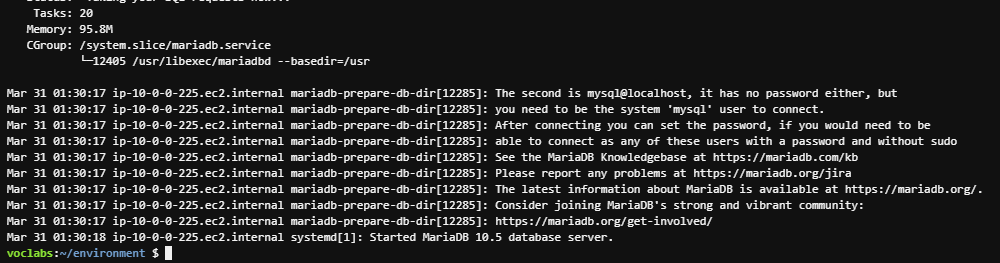 Tasks: 20
Memory: 95.8M
CGroup: /system.slice/mariadb.service
└─12405 /usr/libexec/mariadbd --basedir=/usr
Mar 31 01:30:17 ip-10-0-0-225.ec2.internal mariadb-prepare-db-dir[12285]: The second is mysql@localhost, it has no password either, but
Mar 31 01:30:17 ip-10-0-0-225.ec2.internal mariadb-prepare-db-dir[12285]: you need to be the system 'mysql' user to connect.
Mar 31 01:30:17 ip-10-0-0-225.ec2.internal mariadb-prepare-db-dir[12285]: After connecting you can set the password, if you would need to be
Mar 31 01:30:17 ip-10-0-0-225.ec2.internal mariadb-prepare-db-dir[12285]: able to connect as any of these users with a password and without sudo
Mar 31 01:30:17 ip-10-0-0-225.ec2.internal mariadb-prepare-db-dir[12285]: See the MariaDB Knowledgebase at https://mariadb.com/kb
Mar 31 01:30:17 ip-10-0-0-225.ec2.internal mariadb-prepare-db-dir[12285]: Please report any problems at https://mariadb.org/jira
Mar 31 01:30:17 ip-10-0-0-225.ec2.internal mariadb-prepare-db-dir[12285]: The latest information about MariaDB is available at https://mariadb.org/.
Mar 31 01:30:17 ip-10-0-0-225.ec2.internal mariadb-prepare-db-dir[12285]: Consider joining MariaDB's strong and vibrant community:
Mar 31 01:30:17 ip-10-0-0-225.ec2.internal mariadb-prepare-db-dir[12285]: https://mariadb.org/get-involved/
Mar 31 01:30:18 ip-10-0-0-225.ec2.internal systemd[1]: Started MariaDB 10.5 database server.
voclabs:~/environment $